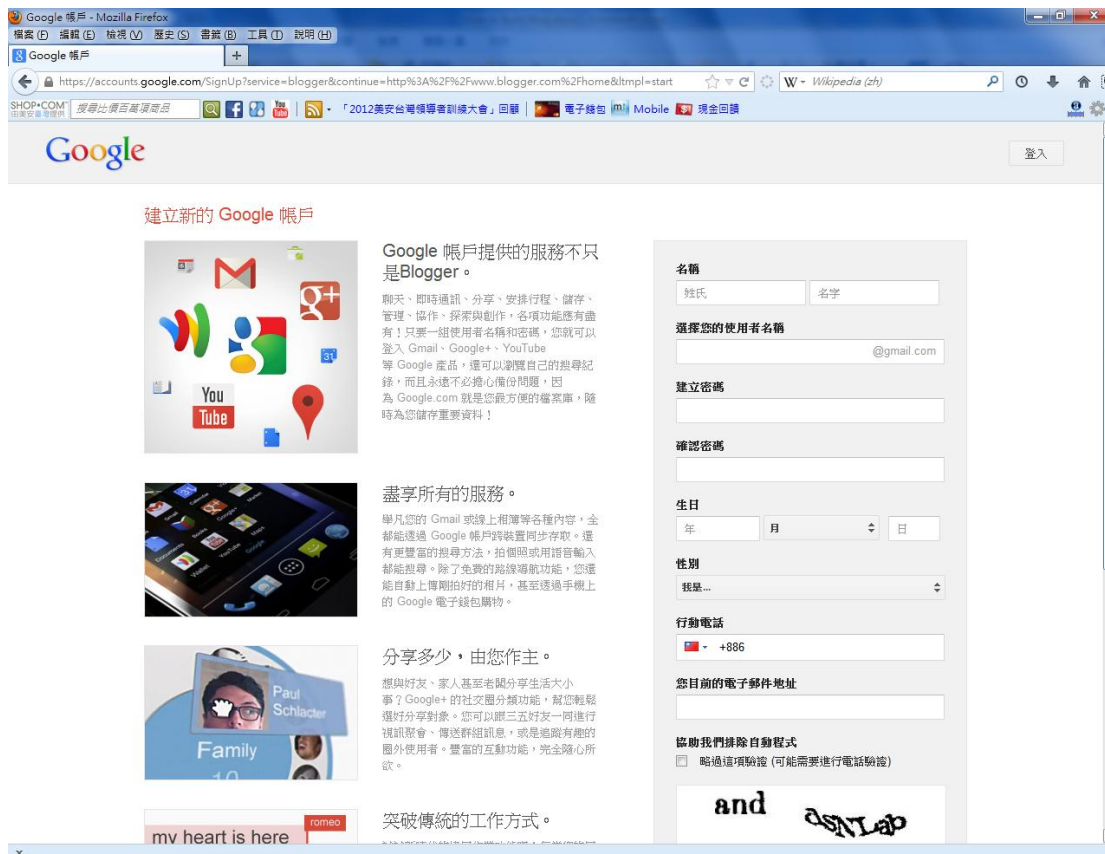 Google 帳戶 - Mozilla Firefox
檔案(F) 編輯(E) 檢視(V) 歷史(S) 書籤(B) 工具(T) 說明(H)
Google 帳戶
https://accounts.google.com/SignUp?service=blogger&continue=http%3A%2F%2Fwww.blogger.com%2Fhome&ltmpl=start
W - Wikipedia (zh)
SHOP•COM
搜尋比價百萬項商品
「2012美安台灣領導者訓練大會」回顧
電子錢包
Mobile
現金回饋
Google
登入
建立新的 Google 帳戶
Google 帳戶提供的服務不只
是Blogger。
聊天、即時通訊、分享、安排行程、儲存、
管理、協作、探索與創作，各項功能應有盡
有！只要一組使用者名稱和密碼，您就可以
登入 Gmail、Google+、YouTube
等 Google 產品，還可以瀏覽自己的搜尋紀
錄，而且永遠不必擔心備份問題，因
為 Google.com 就是您最方便的檔案庫，隨
時為您儲存重要資料！
You
Tube
31
盡享所有的服務。
舉凡您的 Gmail 或線上相簿等各種內容，全
都能透過 Google 帳戶跨裝置同步存取。還
有更豐富的搜尋方法，拍個照或用語音輸入
都能搜尋。除了免費的路線導航功能，您還
能自動上傳剛拍好的相片，甚至透過手機上
的 Google 電子錢包購物。
分享多少，由您作主。
想與好友、家人甚至老闆分享生活大小
事？Google+ 的社交圈分類功能，幫您輕鬆
選好分享對象。您可以跟三五好友一同進行
視訊聚會、傳送群組訊息，或是追蹤有趣的
圈外使用者。豐富的互動功能，完全隨心所
欲。
Paul
Schlacter
Family
10
突破傳統的工作方式。
romeo
my heart is here
名稱
姓氏
名字
選擇您的使用者名稱
@gmail.com
建立密碼
確認密碼
生日
年
月
日
性別
我是...
行動電話
+886
您目前的電子郵件地址
協助我們排除自動程式
略過這項驗證 (可能需要進行電話驗證)
and